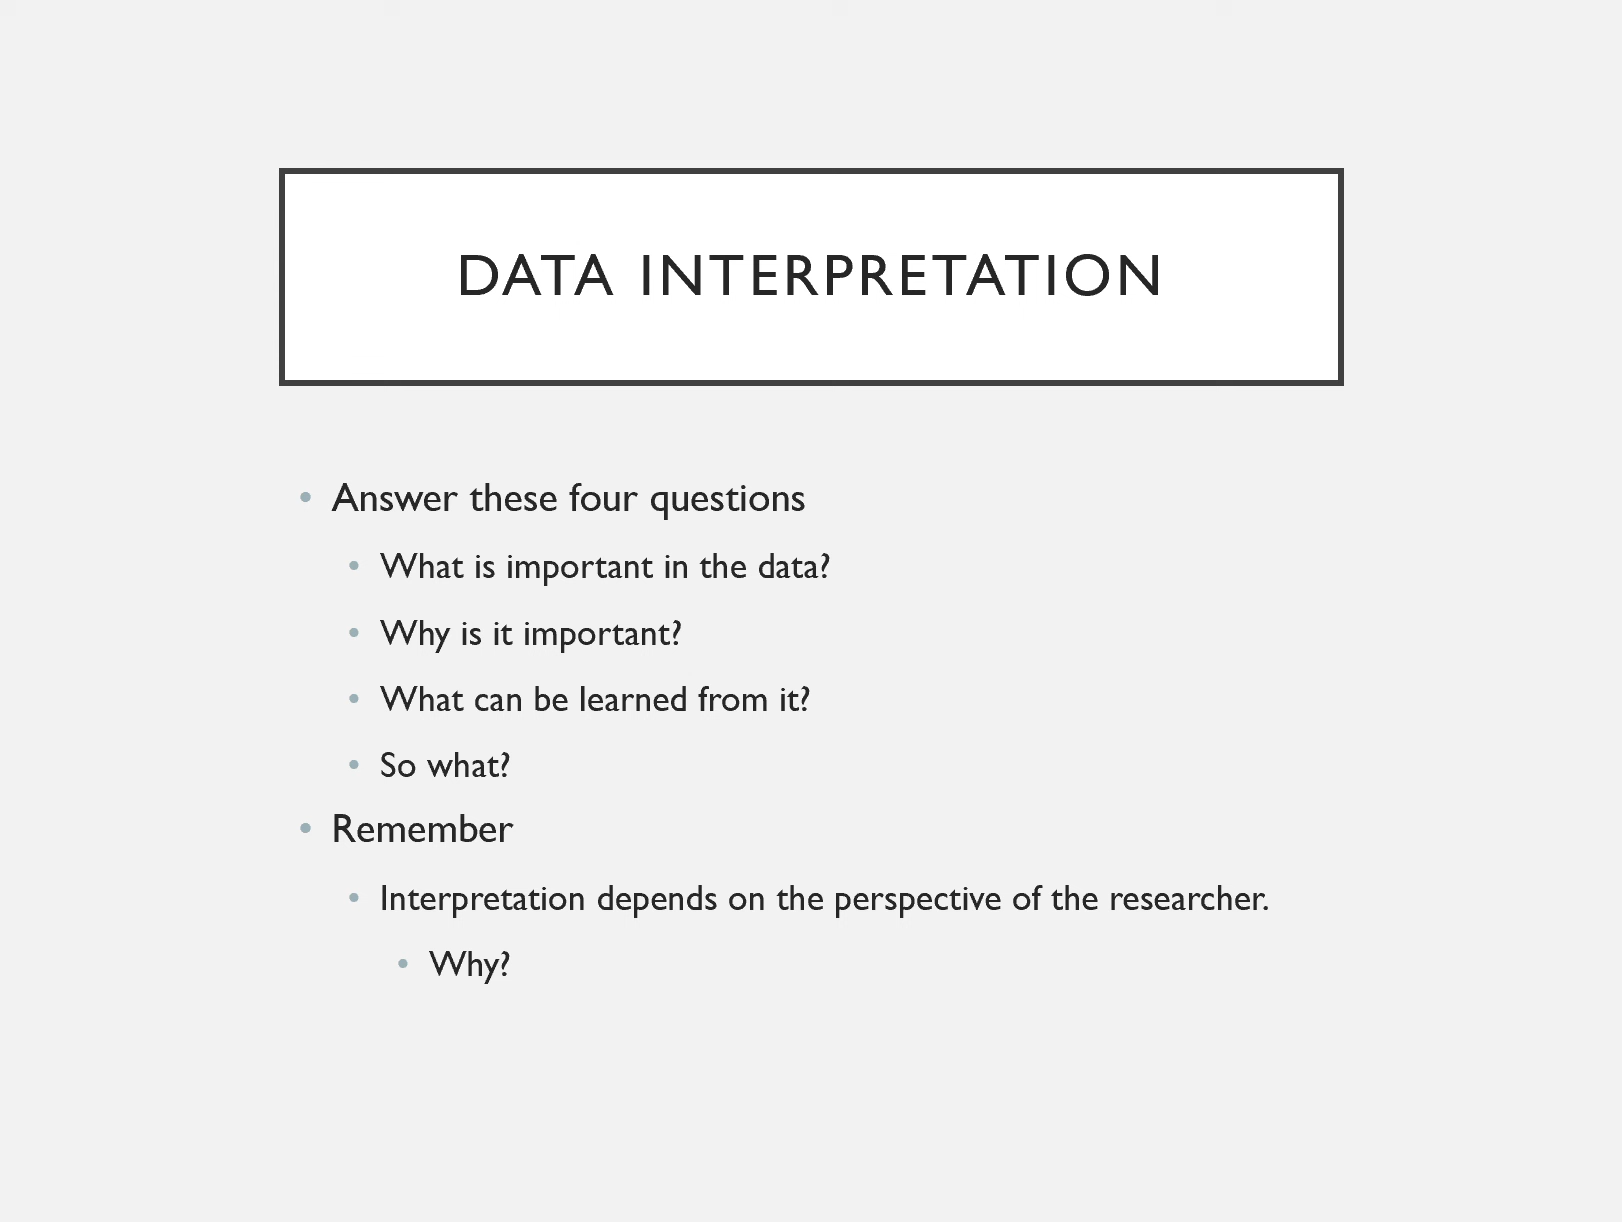 DATA INTERPRETATION
• Answer these four questions
• What is important in the data?
• Why is it important?
• What can be learned from it?
• So what?
• Remember
• Interpretation depends on the perspective of the researcher.
• Why?